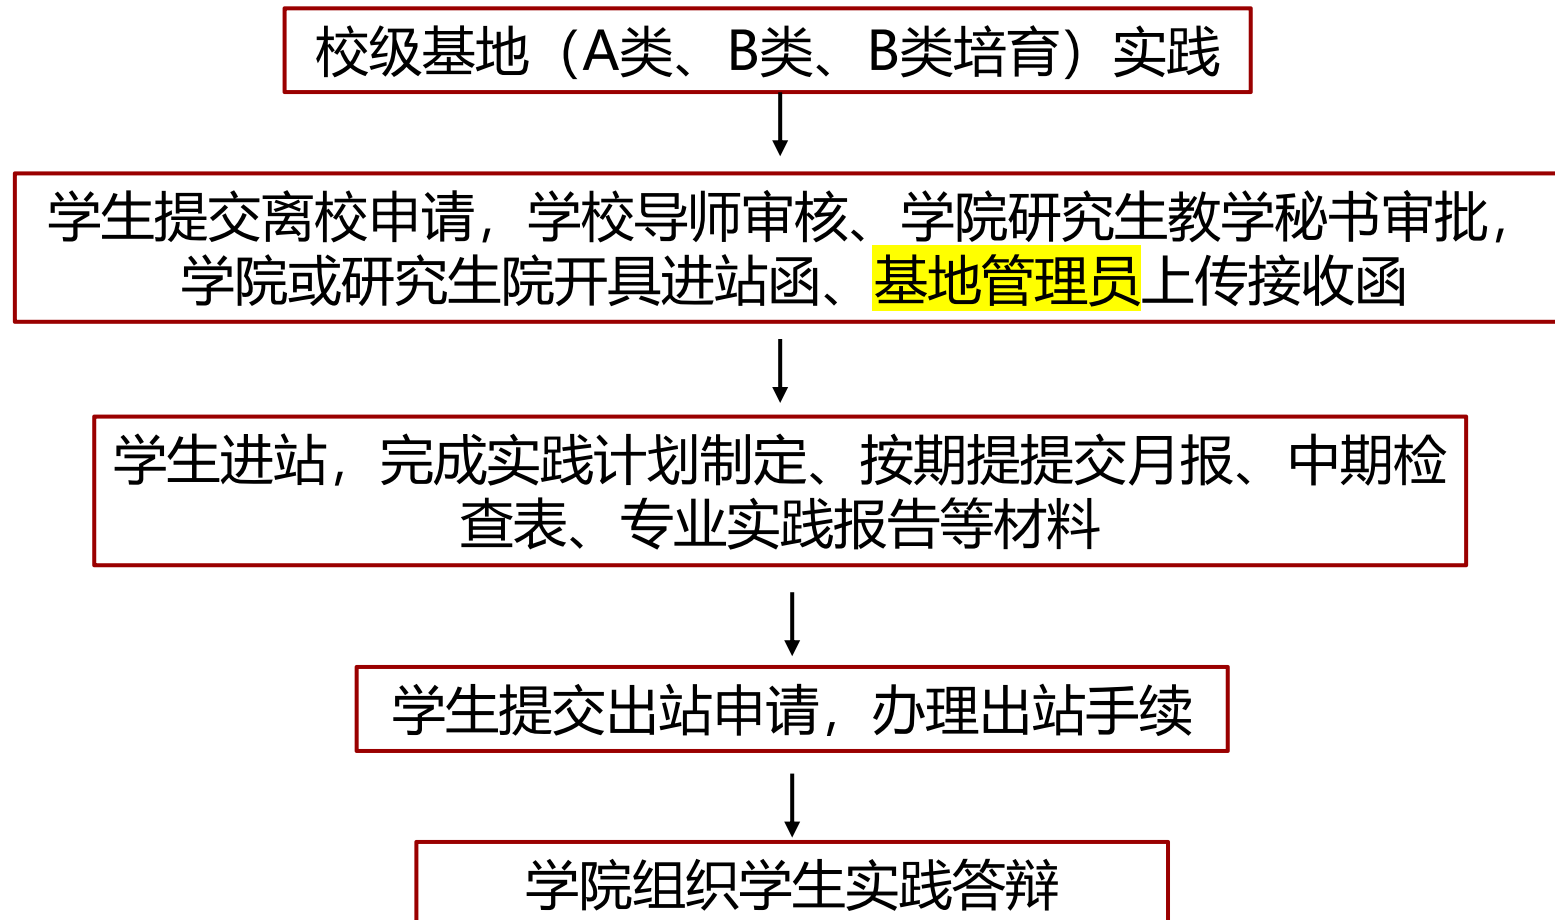 校级基地（A类、B类、B类培育）实践
学生提交离校申请，学校导师审核、学院研究生教学秘书审批，
学院或研究生院开具进站函、基地管理员上传接收函
学生进站，完成实践计划制定、按期提提交月报、中期检
查表、专业实践报告等材料
学生提交出站申请，办理出站手续
学院组织学生实践答辩